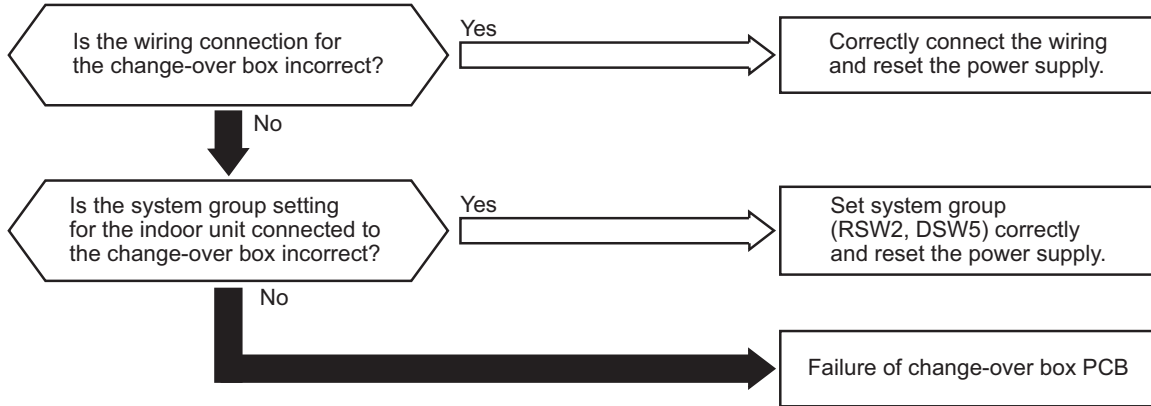 Is the wiring connection for
the change-over box incorrect?
Yes
Correctly connect the wiring
and reset the power supply.
No
Is the system group setting
for the indoor unit connected to
the change-over box incorrect?
Yes
Set system group
(RSW2, DSW5) correctly
and reset the power supply.
No
Failure of change-over box PCB